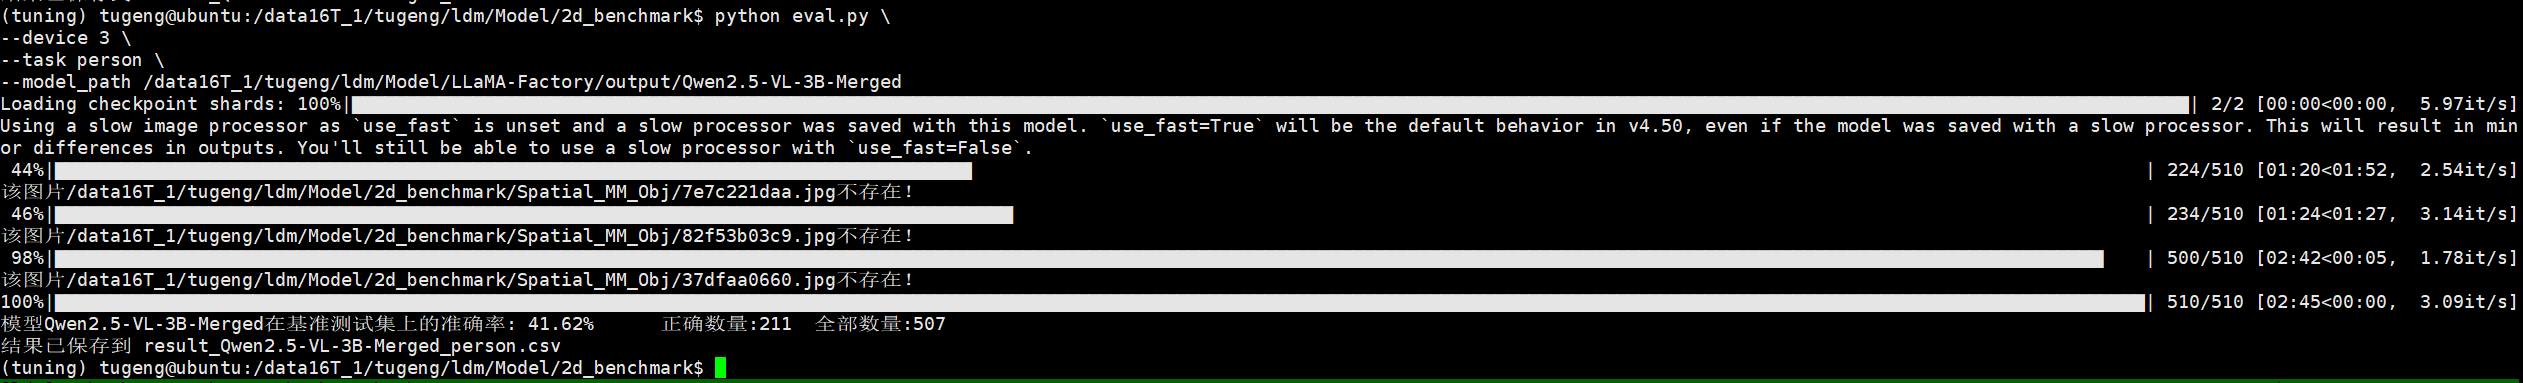 (tuning) tugeng@ubuntu:/data16T_1/tugeng/ldm/Model/2d_benchmark$ python eval.py \
--device 3 \
--task person \
--model_path /data16T_1/tugeng/ldm/Model/LLaMA-Factory/output/Qwen2.5-VL-3B-Merged
Loading checkpoint shards: 100%| | 2/2 [00:00<00:00, 5.97it/s]
Using a slow image processor as `use_fast` is unset and a slow processor was saved with this model. `use_fast=True` will be the default behavior in v4.50, even if the model was saved with a slow processor. This will result in min
or differences in outputs. You'll still be able to use a slow processor with `use_fast=False`.
44%| | 224/510 [01:20<01:52, 2.54it/s]
该图片/data16T_1/tugeng/ldm/Model/2d_benchmark/Spatial_MM_Obj/7e7c221daa.jpg不存在!
46%| | 234/510 [01:24<01:27, 3.14it/s]
该图片/data16T_1/tugeng/ldm/Model/2d_benchmark/Spatial_MM_Obj/82f53b03c9.jpg不存在!
98%| | 500/510 [02:42<00:05, 1.78it/s]
该图片/data16T_1/tugeng/ldm/Model/2d_benchmark/Spatial_MM_Obj/37dfaa0660.jpg不存在!
100%| | 510/510 [02:45<00:00, 3.09it/s]
模型Qwen2.5-VL-3B-Merged在基准测试集上的准确率: 41.62% 正确数量:211 全部数量:507
结果已保存到 result_Qwen2.5-VL-3B-Merged_person.csv
(tuning) tugeng@ubuntu:/data16T_1/tugeng/ldm/Model/2d_benchmark$